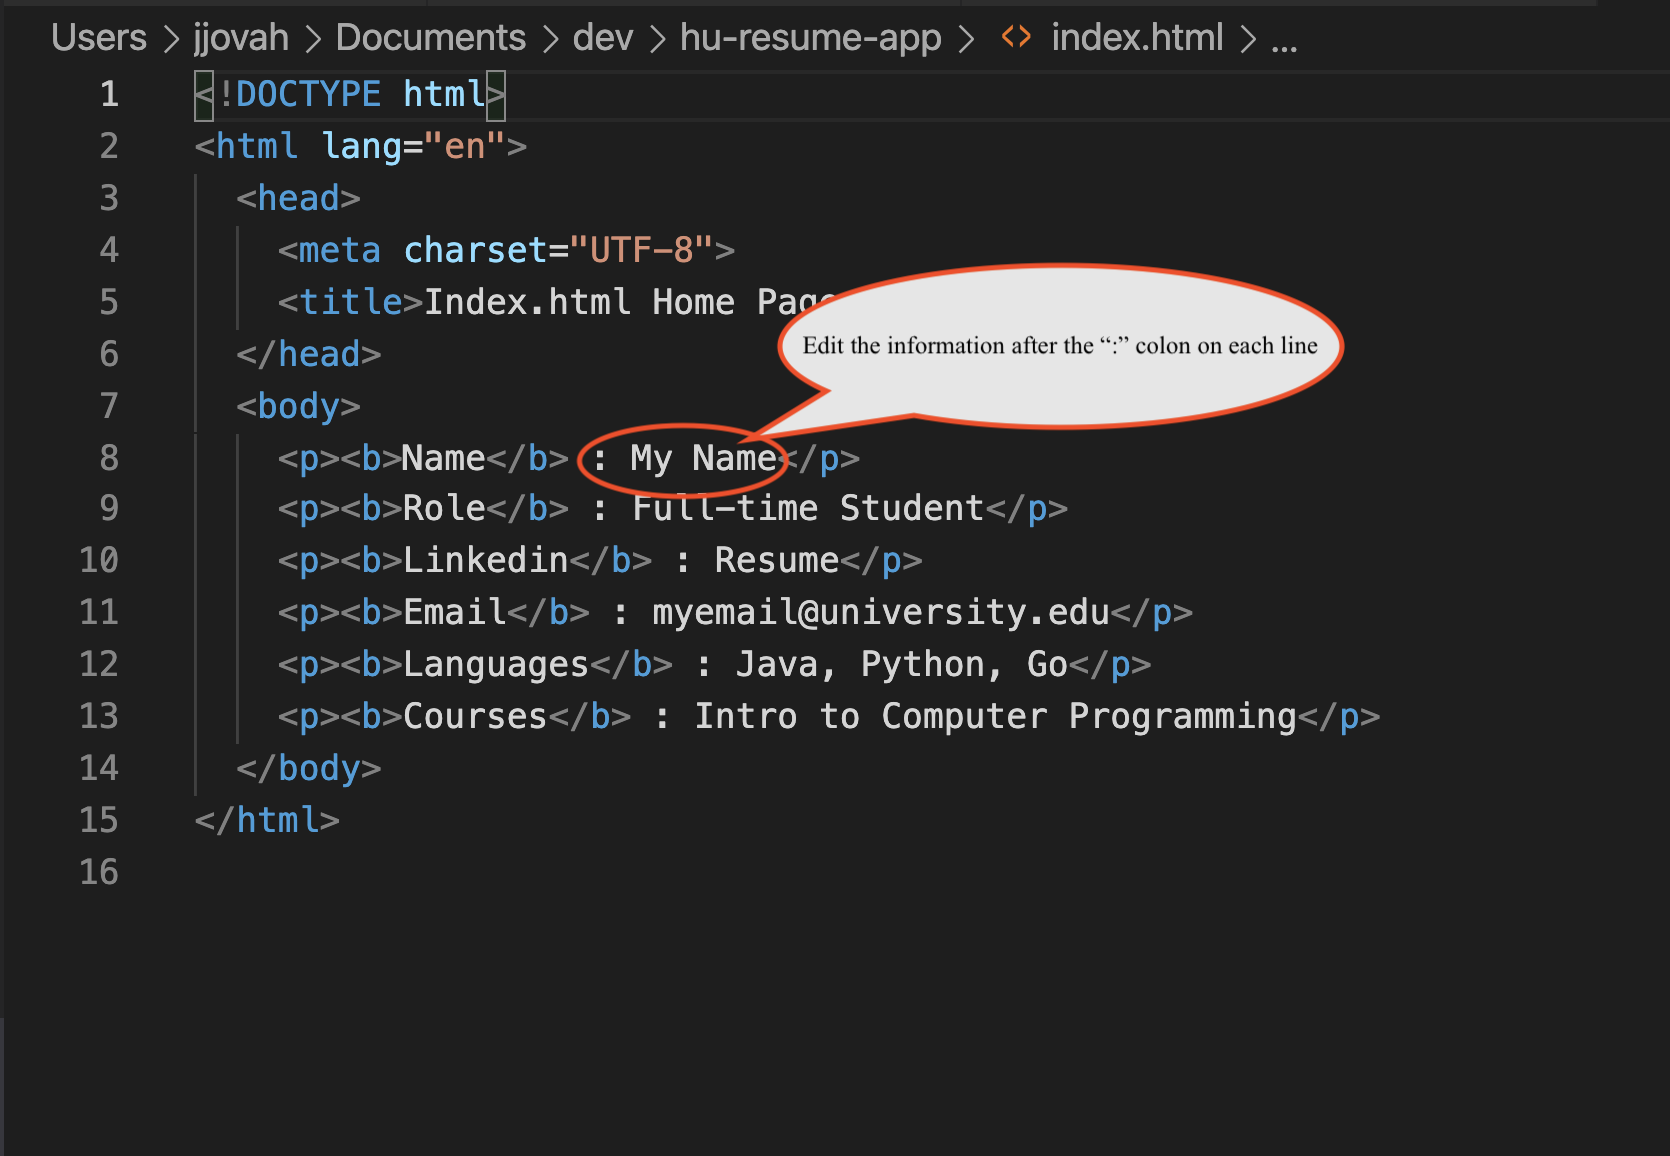 Users > jjovah > Documents > dev > hu-resume-app > <> index.html > ...
1 <!DOCTYPE html>
2 <html lang="en">
3 <head>
4 <meta charset="UTF-8">
5 <title>Index.html Home
Edit the information after the “:” colon on each line
6 </head>
7 <body>
8 <p><b>Name</b> : My Name</p>
9 <p><b>Role</b> : Full-time Student</p>
10 <p><b>Linkedin</b> : Resume</p>
11 <p><b>Email</b> : myemail@university.edu</p>
12 <p><b>Languages</b> : Java, Python, Go</p>
13 <p><b>Courses</b> : Intro to Computer Programming</p>
14 </body>
15 </html>
16